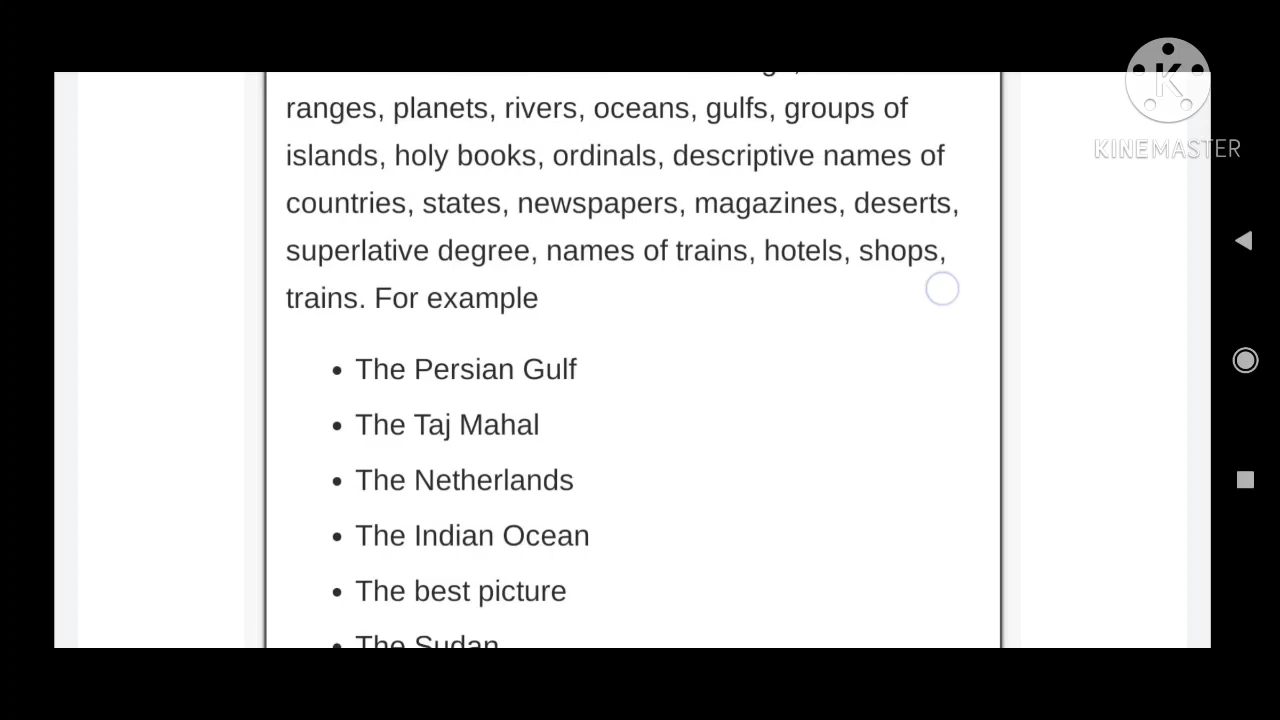 ranges, planets, rivers, oceans, gulfs, groups of
islands, holy books, ordinals, descriptive names of
countries, states, newspapers, magazines, deserts,
superlative degree, names of trains, hotels, shops,
trains. For example
• The Persian Gulf
• The Taj Mahal
• The Netherlands
• The Indian Ocean
• The best picture
• The Sudan
K
KINEMASTER